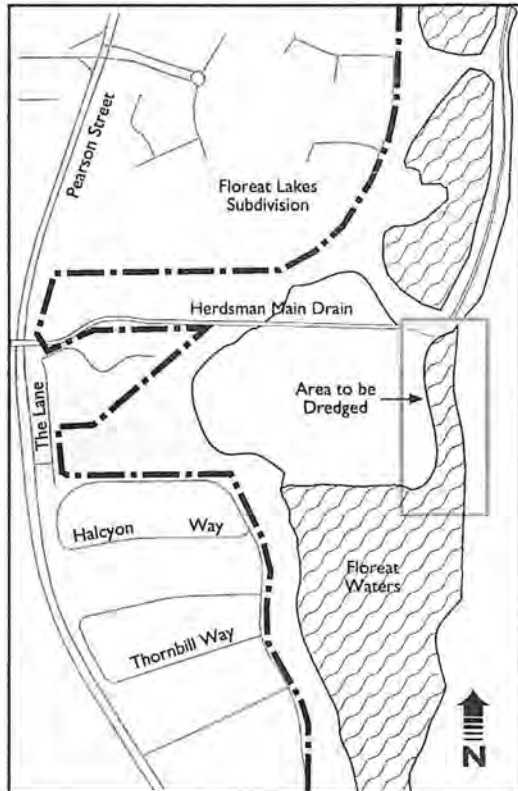 Pearson Street
Floreat Lakes
Subdivision
Herdsman Main Drain
Area to be
Dredged
The Lane
Halcyon Way
Floreat
Waters
Thornbill Way
N